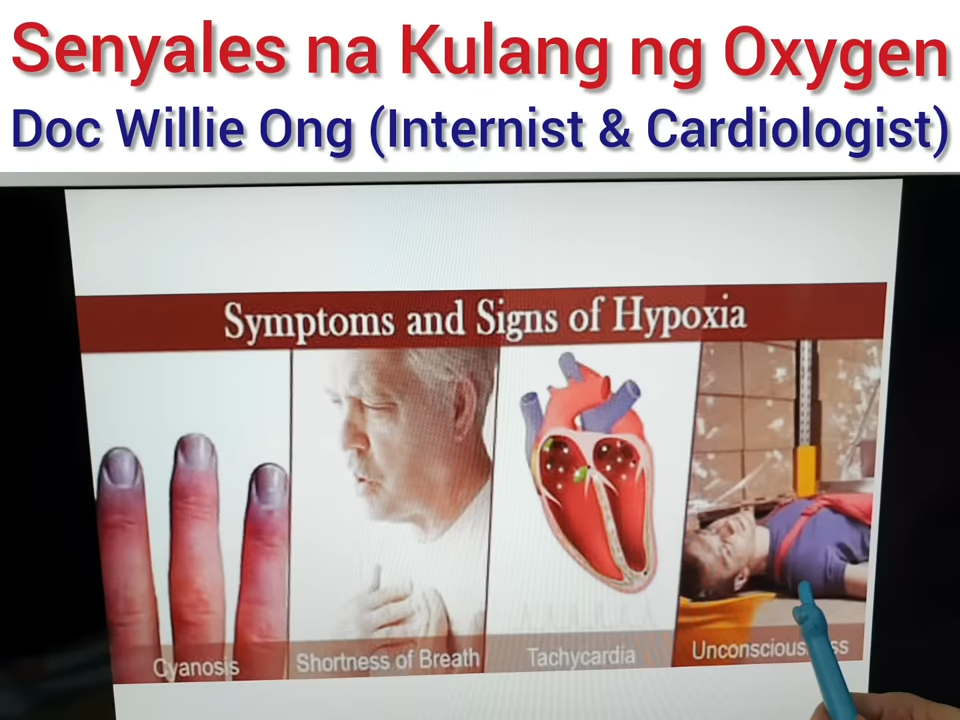 Senyales na Kulang ng Oxygen
Doc Willie Ong (Internist & Cardiologist)
Symptoms and Signs of Hypoxia
Cyanosis
Shortness of Breath
Tachycardia